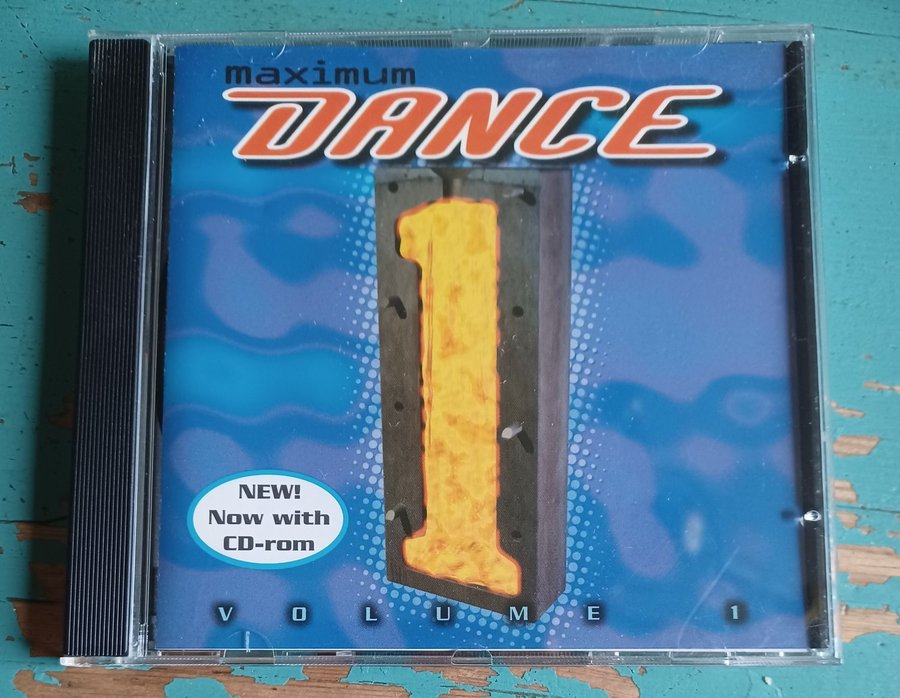 maximum
DANCE
1
NEW!
Now with
CD-rom
VOLUME 1